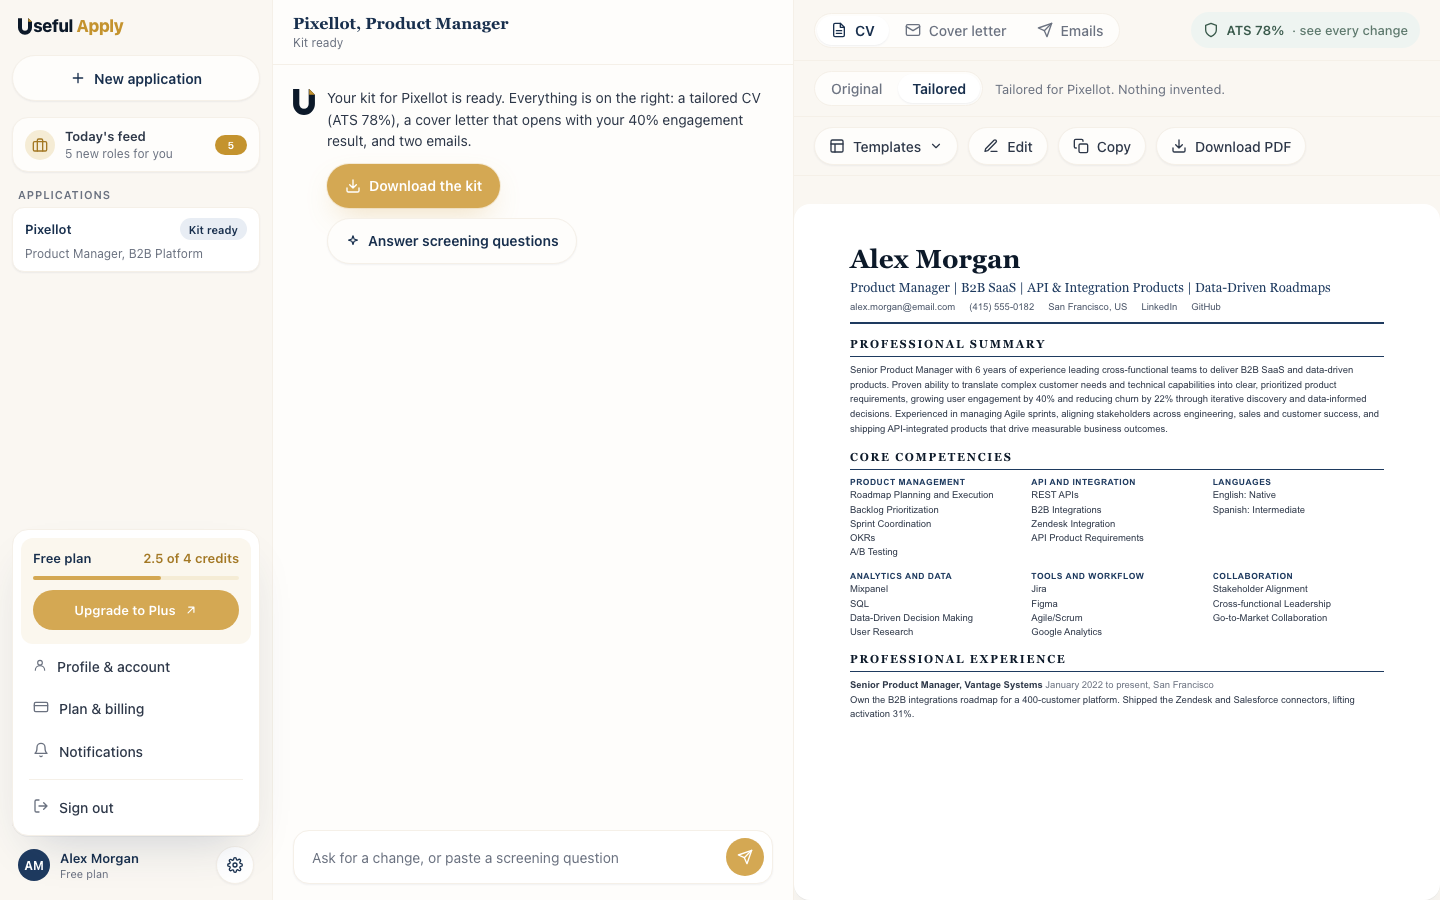 Useful Apply
New application
Today's feed
5 new roles for you
5
APPLICATIONS
Pixellot
Kit ready
Product Manager, B2B Platform
Free plan
2.5 of 4 credits
Upgrade to Plus
Profile & account
Plan & billing
Notifications
Sign out
AM
Alex Morgan
Free plan
Pixellot, Product Manager
Kit ready
Your kit for Pixellot is ready. Everything is on the right: a tailored CV
(ATS 78%), a cover letter that opens with your 40% engagement
result, and two emails.
Download the kit
Answer screening questions
Ask for a change, or paste a screening question
CV
Cover letter
Emails
ATS 78% · see every change
Original
Tailored
Tailored for Pixellot. Nothing invented.
Templates
Edit
Copy
Download PDF
Alex Morgan
Product Manager | B2B SaaS | API & Integration Products | Data-Driven Roadmaps
alex.morgan@email.com (415) 555-0182 San Francisco, US LinkedIn GitHub
PROFESSIONAL SUMMARY
Senior Product Manager with 6 years of experience leading cross-functional teams to deliver B2B SaaS and data-driven
products. Proven ability to translate complex customer needs and technical capabilities into clear, prioritized product
requirements, growing user engagement by 40% and reducing churn by 22% through iterative discovery and data-informed
decisions. Experienced in managing Agile sprints, aligning stakeholders across engineering, sales and customer success, and
shipping API-integrated products that drive measurable business outcomes.
CORE COMPETENCIES
PRODUCT MANAGEMENT
Roadmap Planning and Execution
Backlog Prioritization
Sprint Coordination
OKRs
A/B Testing
API AND INTEGRATION
REST APIs
B2B Integrations
Zendesk Integration
API Product Requirements
LANGUAGES
English: Native
Spanish: Intermediate
ANALYTICS AND DATA
Mixpanel
SQL
Data-Driven Decision Making
User Research
TOOLS AND WORKFLOW
Jira
Figma
Agile/Scrum
Google Analytics
COLLABORATION
Stakeholder Alignment
Cross-functional Leadership
Go-to-Market Collaboration
PROFESSIONAL EXPERIENCE
Senior Product Manager, Vantage Systems January 2022 to present, San Francisco
Own the B2B integrations roadmap for a 400-customer platform. Shipped the Zendesk and Salesforce connectors, lifting
activation 31%.